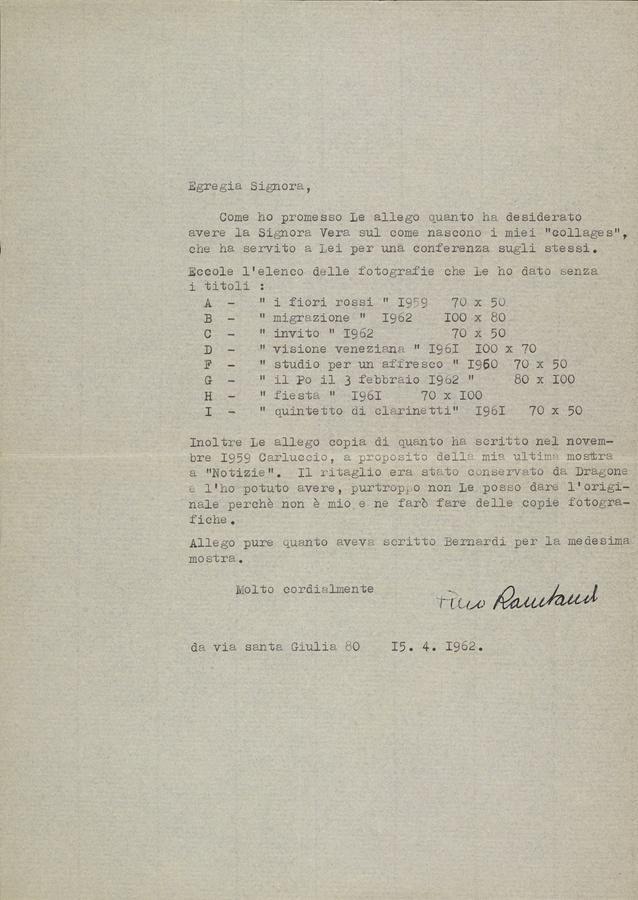 Egregia Signora,
Come ho promesso Le allego quanto ha desiderato
avere la Signora Vera sul come nascono i miei "collages",
che ha servito a Lei per una conferenza sugli stessi.
Eccole l'elenco delle fotografie che Le ho dato senza
i titoli :
A - " i fiori rossi " I959 70 x 50
B - " migrazione " I962 I00 x 80
C - " invito " I962 70 x 50
D - " visione veneziana " I96I I00 x 70
F - " studio per un affresco " I960 70 x 50
G - " il Po il 3 febbraio I962 " 80 x I00
H - " fiesta " I96I 70 x I00
I - " quintetto di clarinetti" I96I 70 x 50
Inoltre Le allego copia di quanto ha scritto nel novem-
bre I959 Carluccio, a proposito della mia ultima mostra
a "Notizie". Il ritaglio era stato conservato da Dragone
e l'ho potuto avere, purtroppo non Le posso dare l'origi-
nale perchè non è mio e ne farò fare delle copie fotogra-
fiche.
Allego pure quanto aveva scritto Bernardi per la medesima
mostra.
Molto cordialmente
da via santa Giulia 80 I5. 4. I962.